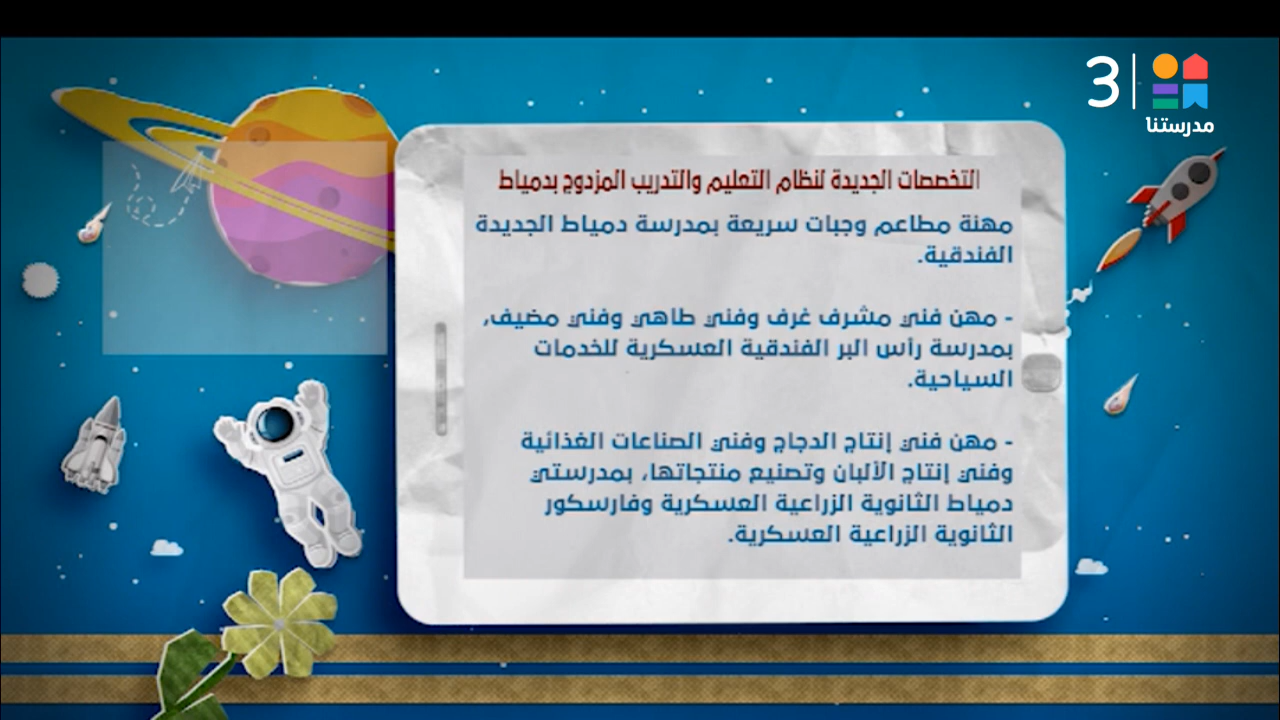 3
مدرستنا
التخصصات الجديدة لنظام التعليم والتدريب المزدوج بدمياط
مهنة مطاعم وجبات سريعة بمدرسة دمياط الجديدة
الفندقية.
- مهن فني مشرف غرف وفني طاهي وفني مضيف،
بمدرسة رأس البر الفندقية العسكرية للخدمات
السياحية.
- مهن فني إنتاج الدجاج وفني الصناعات الغذائية
وفني إنتاج الألبان وتصنيع منتجاتها، بمدرستي
دمياط الثانوية الزراعية العسكرية وفارسكور
الثانوية الزراعية العسكرية.